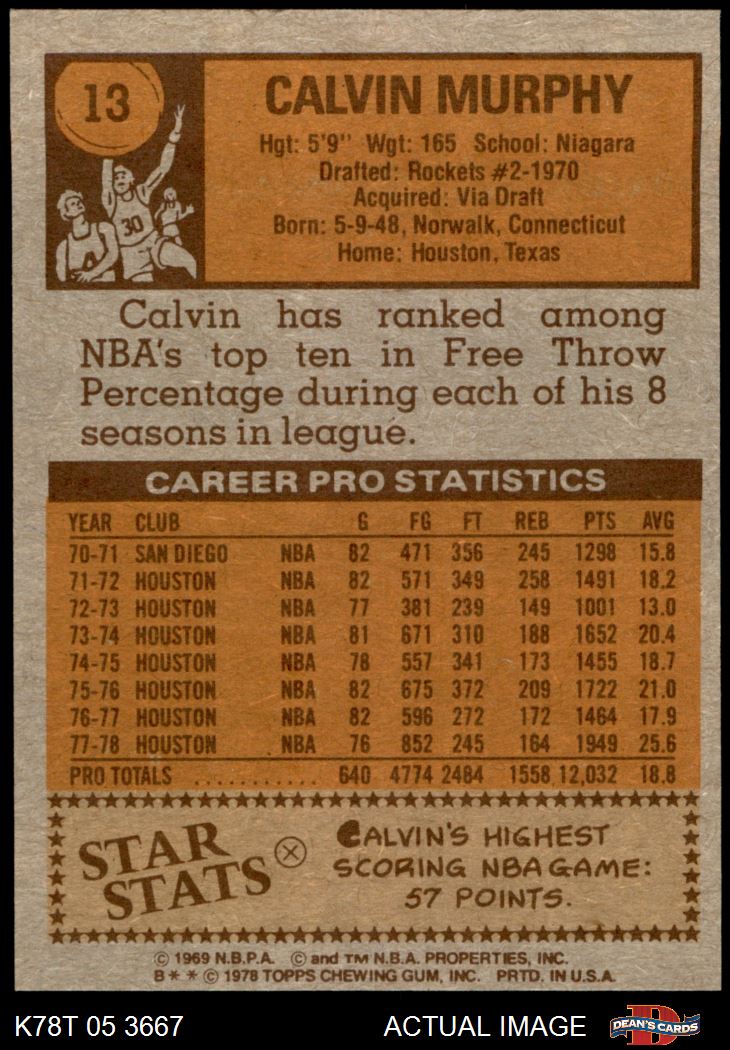 13
CALVIN MURPHY
Hgt: 5'9" Wgt: 165 School: Niagara
Drafted: Rockets #2-1970
Acquired: Via Draft
Born: 5-9-48, Norwalk, Connecticut
Home: Houston, Texas
30
Calvin has ranked among
NBA's top ten in Free Throw
Percentage during each of his 8
seasons in league.
CAREER PRO STATISTICS
YEAR CLUB G FG FT REB PTS AVG
70-71 SAN DIEGO NBA 82 471 356 245 1298 15.8
71-72 HOUSTON NBA 82 571 349 258 1491 18.2
72-73 HOUSTON NBA 77 381 239 149 1001 13.0
73-74 HOUSTON NBA 81 671 310 188 1652 20.4
74-75 HOUSTON NBA 78 557 341 173 1455 18.7
75-76 HOUSTON NBA 82 675 372 209 1722 21.0
76-77 HOUSTON NBA 82 596 272 172 1464 17.9
77-78 HOUSTON NBA 76 852 245 164 1949 25.6
PRO TOTALS . . . . . . . . . . . 640 4774 2484 1558 12,032 18.8
STAR
STATS
CALVIN'S HIGHEST
SCORING NBA GAME:
57 POINTS.
© 1969 N.B.P.A. © and TM N.B.A. PROPERTIES, INC.
B * * © 1978 TOPPS CHEWING GUM, INC. PRTD. IN U.S.A.
K78T 05 3667
ACTUAL IMAGE
D
DEAN'S CARDS